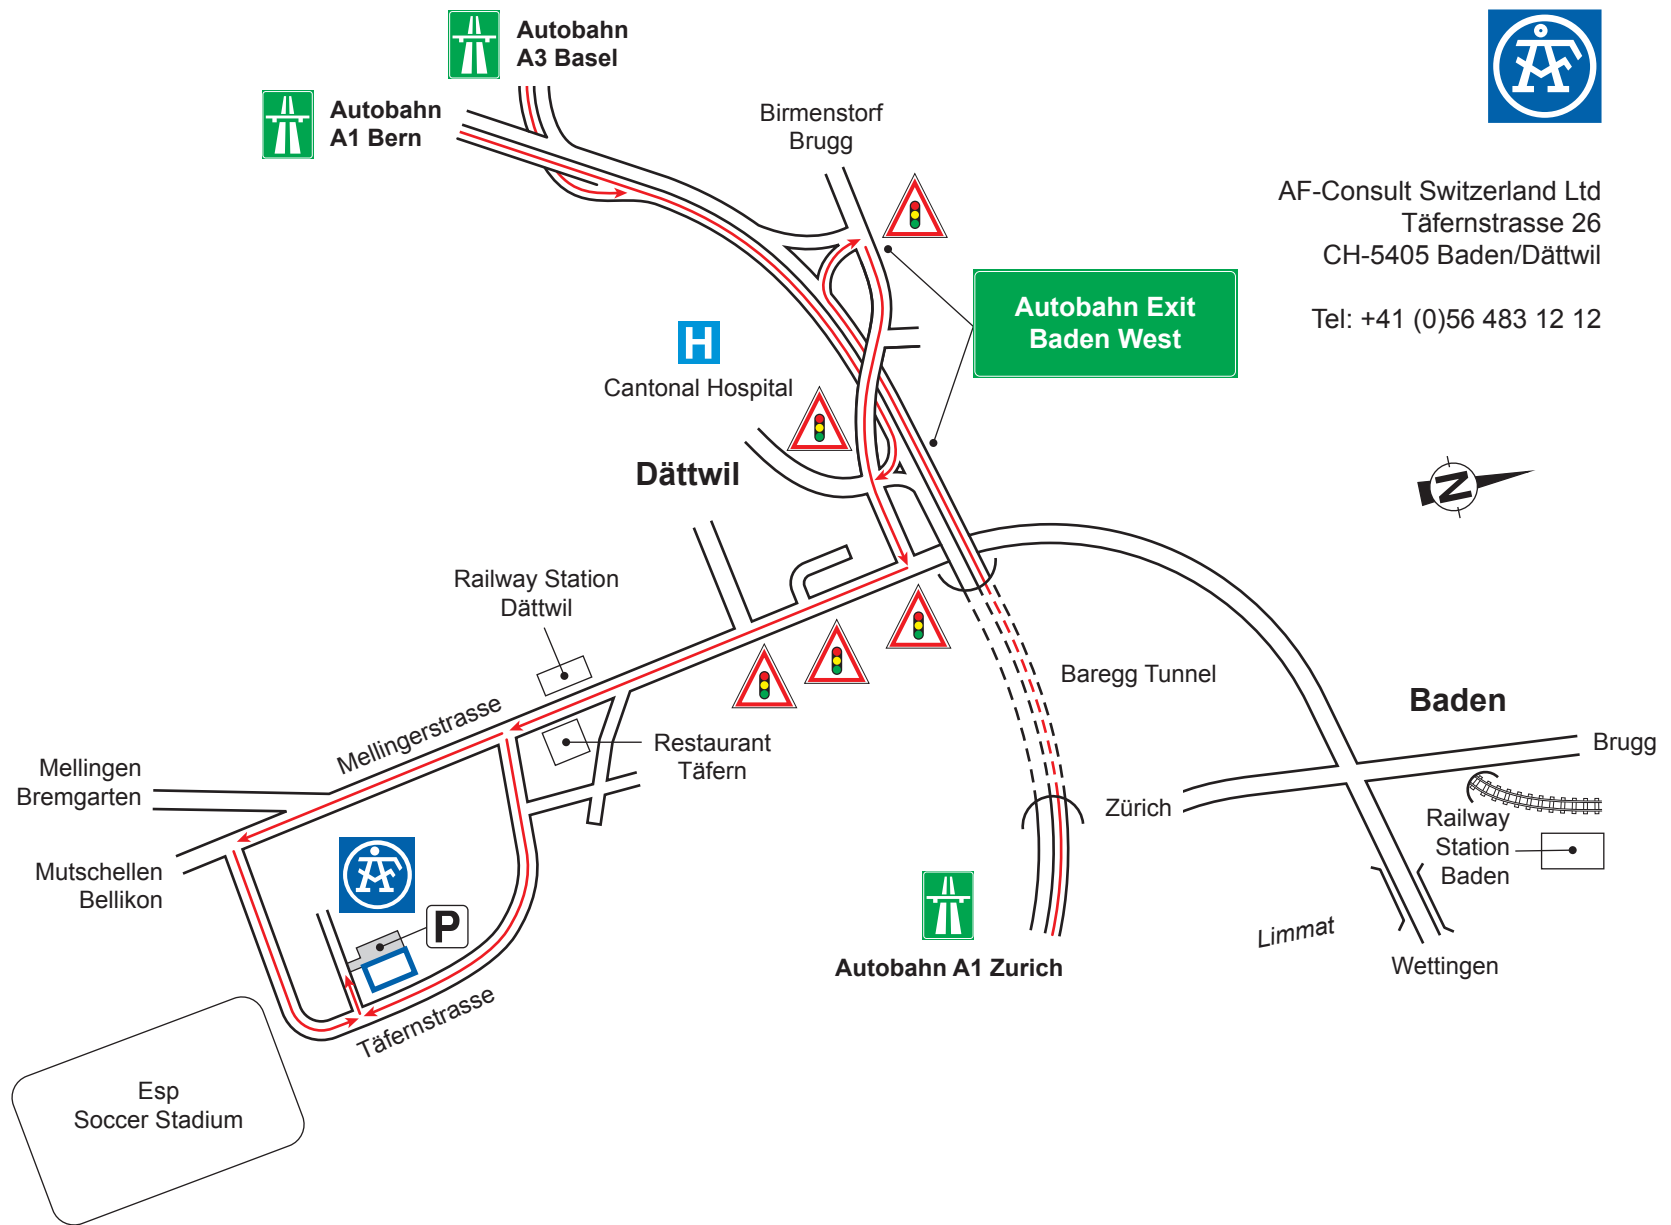 Autobahn
A3 Basel
Autobahn
A1 Bern
Birmenstorf
Brugg
AF
AF-Consult Switzerland Ltd
Täfernstrasse 26
CH-5405 Baden/Dättwil
Tel: +41 (0)56 483 12 12
Autobahn Exit
Baden West
H
Cantonal Hospital
Dättwil
N
Railway Station
Dättwil
Baregg Tunnel
Baden
Mellingerstrasse
Restaurant
Täfern
Brugg
Mellingen
Bremgarten
Zürich
Railway
Station
Baden
Mutschellen
Bellikon
AF
P
Limmat
Autobahn A1 Zurich
Wettingen
Täfernstrasse
Esp
Soccer Stadium